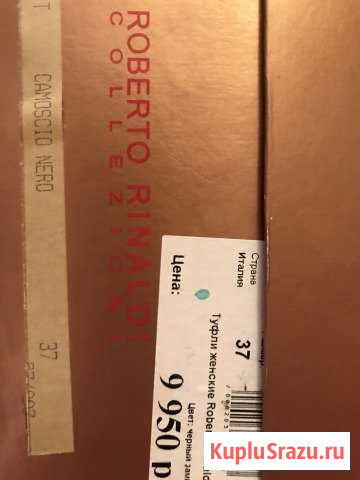 ROBERTO RINALDI
COLLEZIONI
T CAMOSCIO NERO 37
Страна
Италия
37
Туфли женские Rober
Цвет: черный зам
Цена:
9 950 р
KupluSrazu.ru